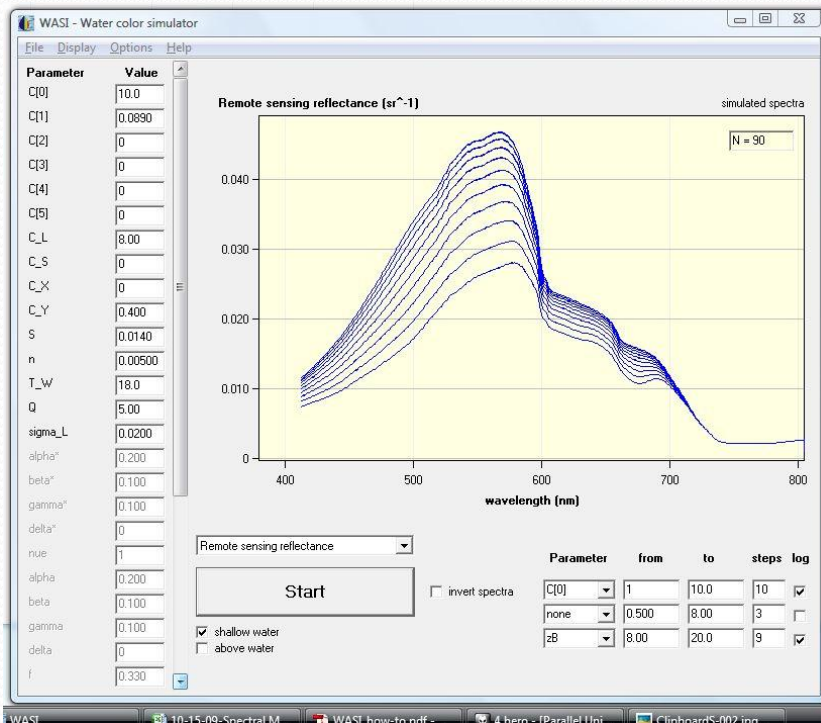 WASI - Water color simulator
File Display Options Help
Parameter Value
C[0] 10.0
C[1] 0.0890
C[2] 0
C[3] 0
C[4] 0
C[5] 0
C_L 8.00
C_S 0
C_X 0
C_Y 0.400
S 0.0140
n 0.00500
T_W 18.0
Q 5.00
sigma_L 0.0200
alpha* 0.200
beta* 0.100
gamma* 0.100
delta* 0
nue 1
alpha 0.200
beta 0.100
gamma 0.100
delta 0
f 0.330
Remote sensing reflectance (sr^-1)
simulated spectra
N = 90
0.040
0.030
0.020
0.010
0
400 500 600 700 800
wavelength (nm)
Remote sensing reflectance
Start
invert spectra
shallow water
above water
Parameter from to steps log
C[0] 1 10.0 10
none 0.500 8.00 3
zB 8.00 20.0 9
WASI
10-15-09-Spectral M...
WASI how-to.pdf - ...
4 hero - [Parallel Uni...
ClipboardS-002.jpg ...